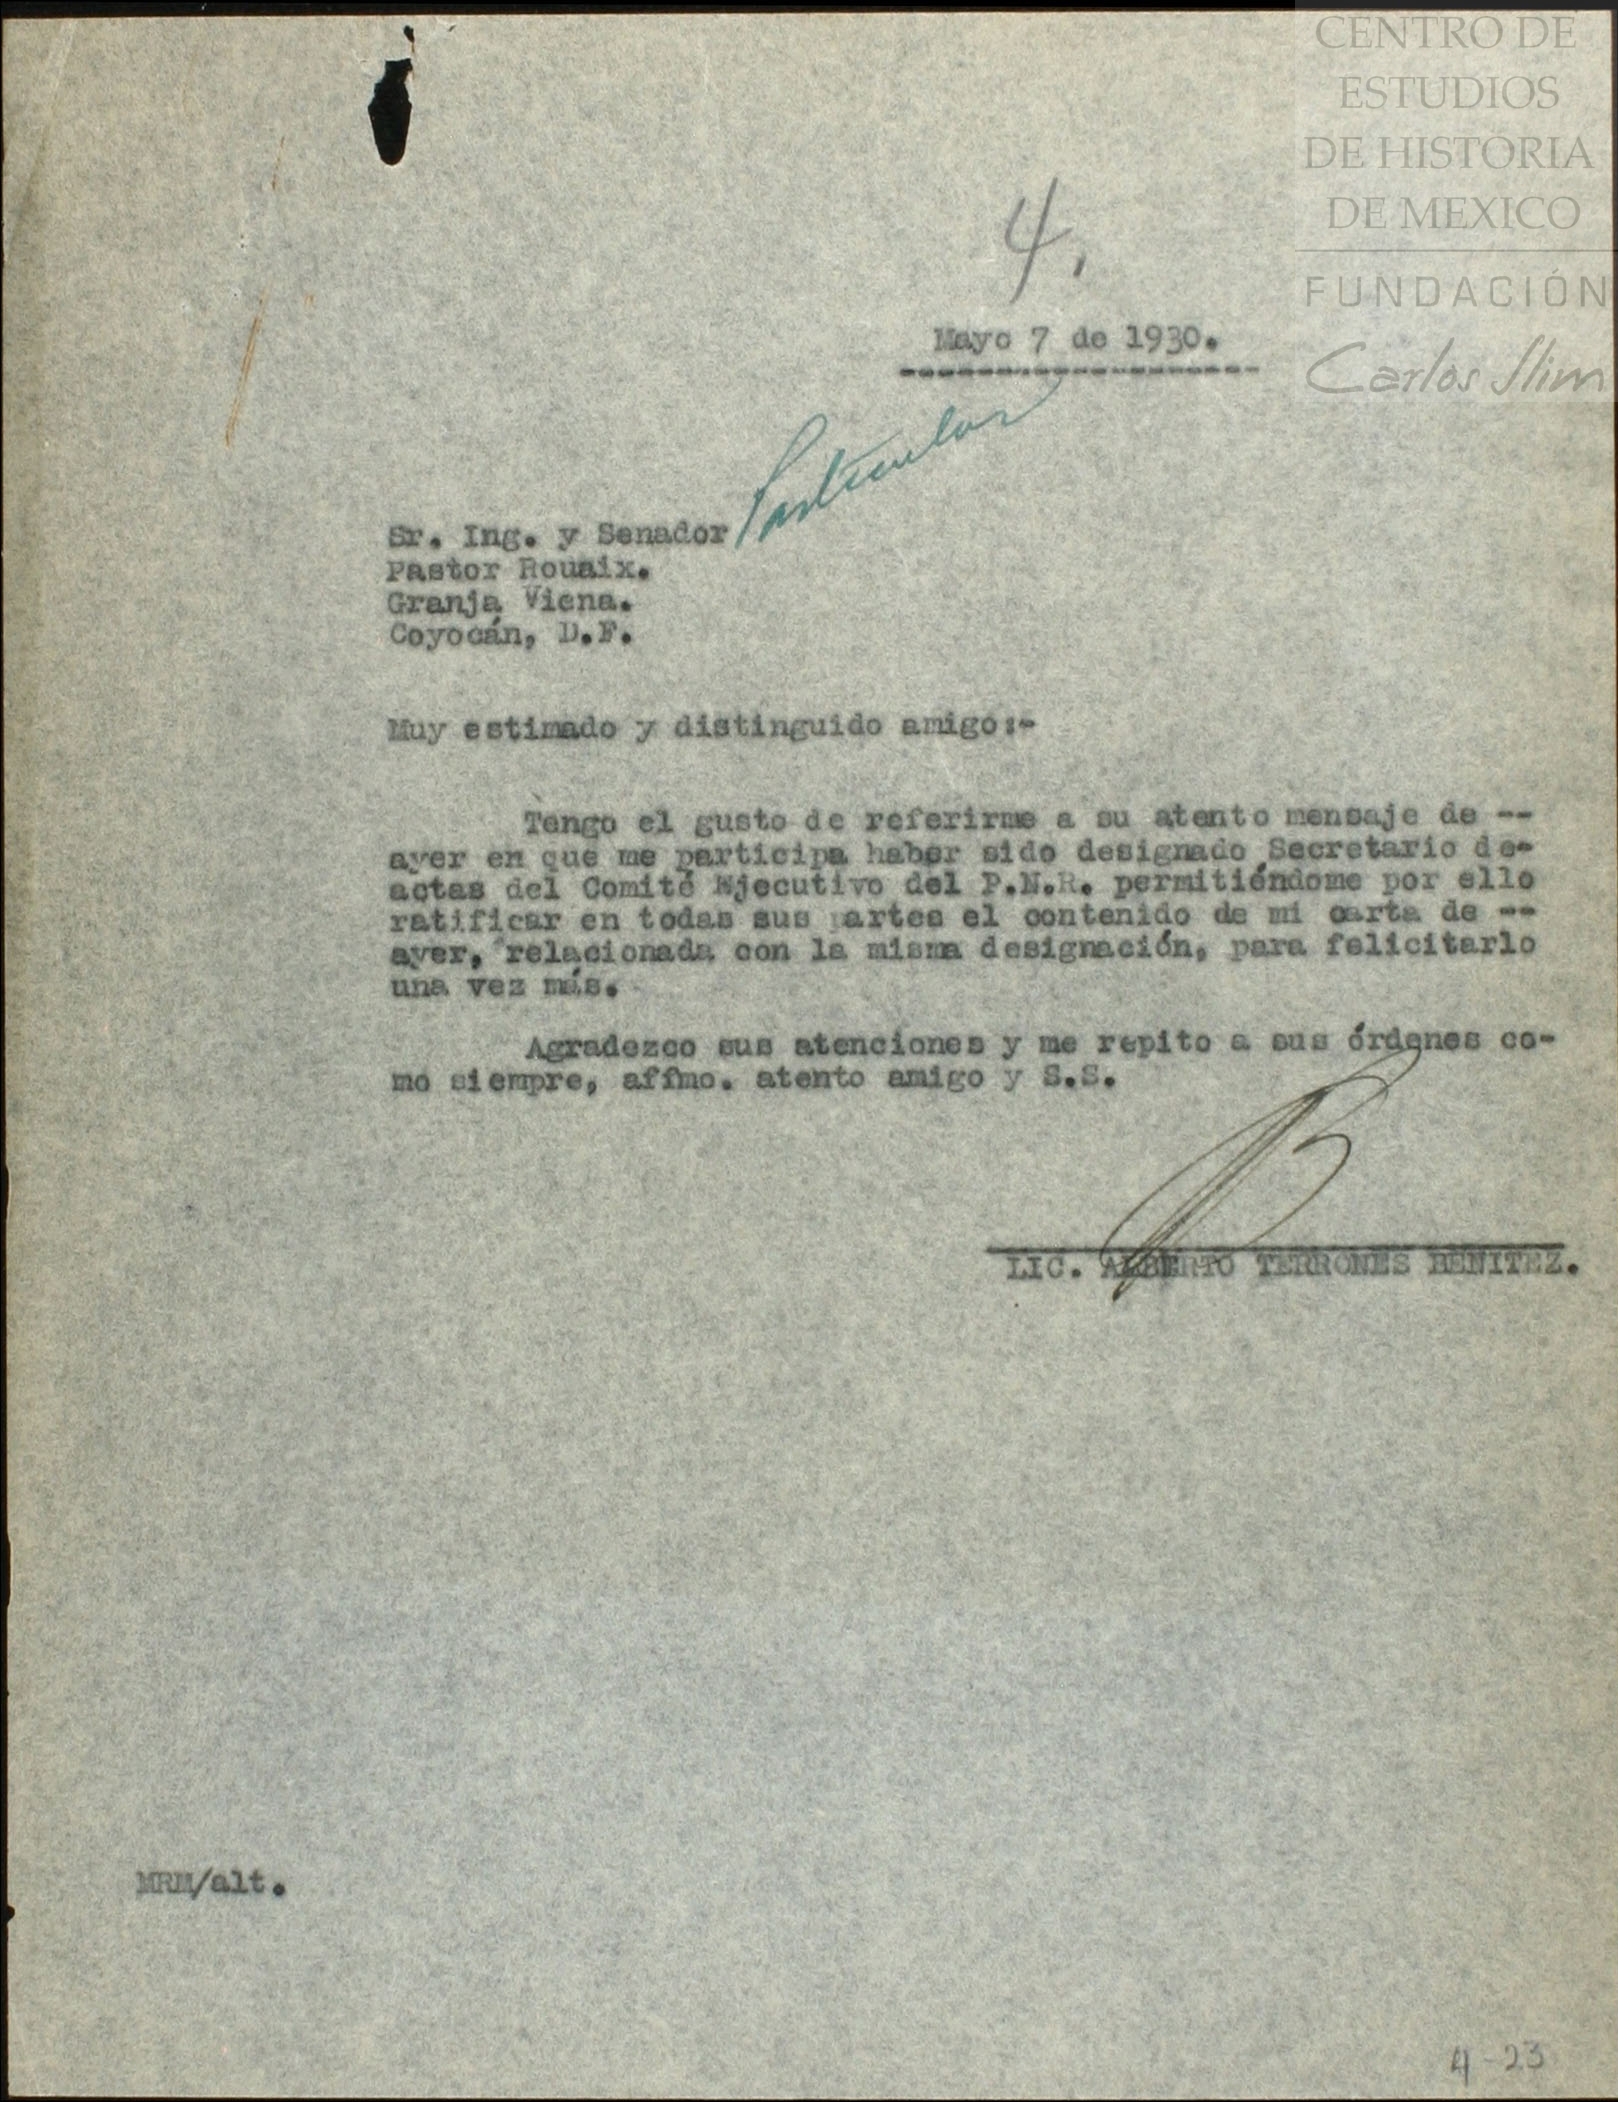 CENTRO DE
ESTUDIOS
DE HISTORIA
DE MEXICO
FUNDACIÓN
Carlos Slim
4.
Mayo 7 de 1930.
Particular
Sr. Ing. y Senador
Pastor Rouaix.
Granja Viena.
Coyocán, D.F.
Muy estimado y distinguido amigo:-
Tengo el gusto de referirme a su atento mensaje de --
ayer en que me participa haber sido designado Secretario de-
actas del Comité Ejecutivo del P.N.R. permitiéndome por ello
ratificar en todas sus partes el contenido de mi carta de --
ayer, relacionada con la misma designación, para felicitarlo
una vez más.
Agradezco sus atenciones y me repito a sus órdenes co-
mo siempre, affmo. atento amigo y S.S.
LIC. ALBERTO TERRONES BENITEZ.
MRM/alt.
4-23